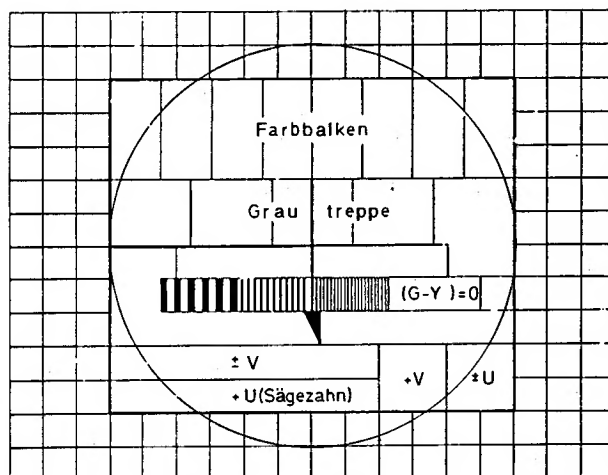 Farbbalken
Grau treppe
(G-Y)=0
± V
+U(Sägezahn)
+V
±U